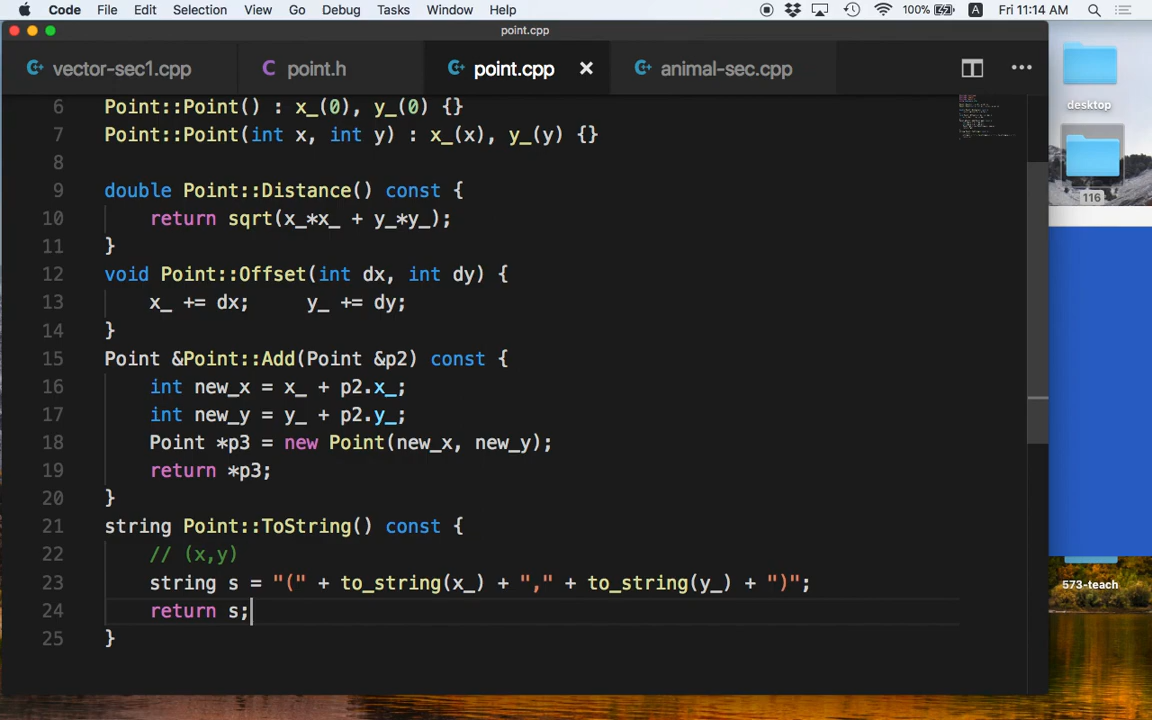 Code File Edit Selection View Go Debug Tasks Window Help 100% A Fri 11:14 AM
point.cpp
vector-sec1.cpp C point.h point.cpp animal-sec.cpp
desktop
116
573-teach
6 Point::Point() : x_(0), y_(0) {}
7 Point::Point(int x, int y) : x_(x), y_(y) {}
8
9 double Point::Distance() const {
10 return sqrt(x_*x_ + y_*y_);
11 }
12 void Point::Offset(int dx, int dy) {
13 x_ += dx; y_ += dy;
14 }
15 Point &Point::Add(Point &p2) const {
16 int new_x = x_ + p2.x_;
17 int new_y = y_ + p2.y_;
18 Point *p3 = new Point(new_x, new_y);
19 return *p3;
20 }
21 string Point::ToString() const {
22 // (x,y)
23 string s = "(" + to_string(x_) + "," + to_string(y_) + ")";
24 return s;
25 }